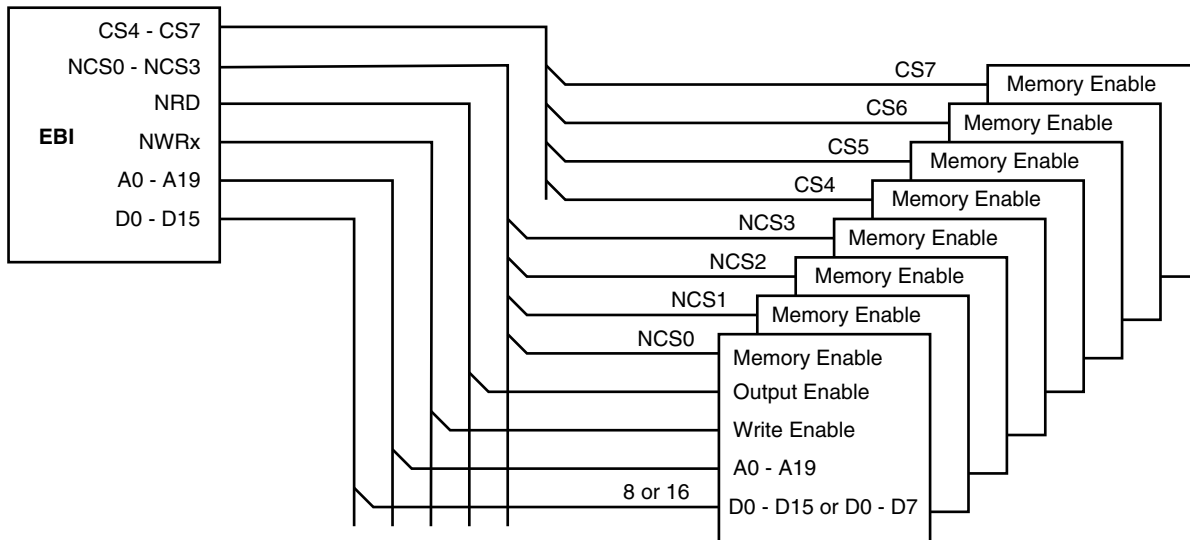 CS4 - CS7
NCS0 - NCS3
NRD
EBI
NWRx
A0 - A19
D0 - D15
CS7
Memory Enable
CS6
Memory Enable
CS5
Memory Enable
CS4
Memory Enable
NCS3
Memory Enable
NCS2
Memory Enable
NCS1
Memory Enable
NCS0
Memory Enable
Output Enable
Write Enable
A0 - A19
8 or 16
D0 - D15 or D0 - D7